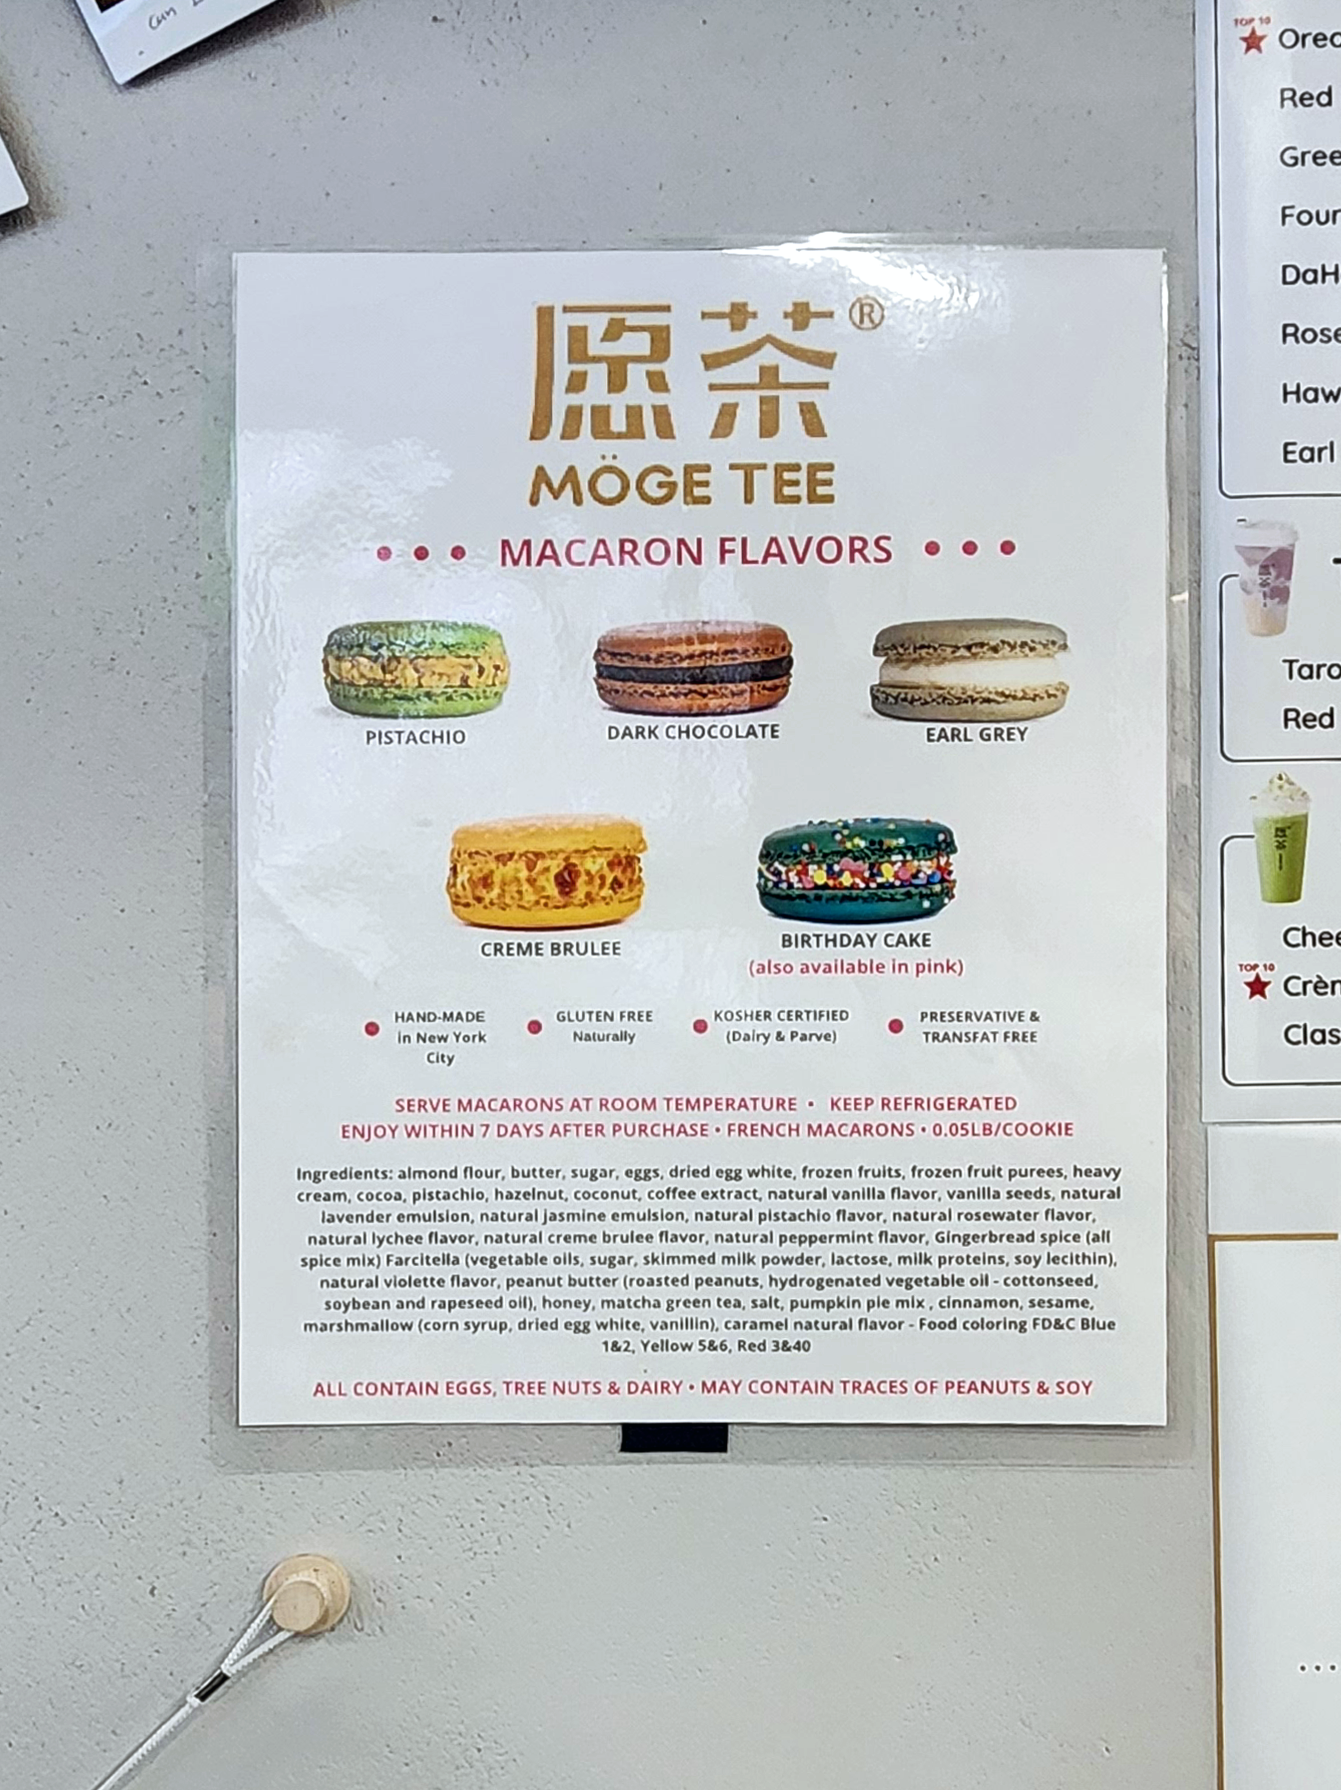 愿茶®
MÖGE TEE
MACARON FLAVORS
PISTACHIO
DARK CHOCOLATE
EARL GREY
CREME BRULEE
BIRTHDAY CAKE
(also available in pink)
HAND-MADE
in New York
City
GLUTEN FREE
Naturally
KOSHER CERTIFIED
(Dairy & Parve)
PRESERVATIVE &
TRANSFAT FREE
SERVE MACARONS AT ROOM TEMPERATURE • KEEP REFRIGERATED
ENJOY WITHIN 7 DAYS AFTER PURCHASE • FRENCH MACARONS • 0.05LB/COOKIE
Ingredients: almond flour, butter, sugar, eggs, dried egg white, frozen fruits, frozen fruit purees, heavy
cream, cocoa, pistachio, hazelnut, coconut, coffee extract, natural vanilla flavor, vanilla seeds, natural
lavender emulsion, natural jasmine emulsion, natural pistachio flavor, natural rosewater flavor,
natural lychee flavor, natural creme brulee flavor, natural peppermint flavor, Gingerbread spice (all
spice mix) Farcitella (vegetable oils, sugar, skimmed milk powder, lactose, milk proteins, soy lecithin),
natural violette flavor, peanut butter (roasted peanuts, hydrogenated vegetable oil - cottonseed,
soybean and rapeseed oil), honey, matcha green tea, salt, pumpkin pie mix , cinnamon, sesame,
marshmallow (corn syrup, dried egg white, vanillin), caramel natural flavor - Food coloring FD&C Blue
1&2, Yellow 5&6, Red 3&40
ALL CONTAIN EGGS, TREE NUTS & DAIRY • MAY CONTAIN TRACES OF PEANUTS & SOY
TOP 10
Red
Earl
Taro
Red
TOP 10